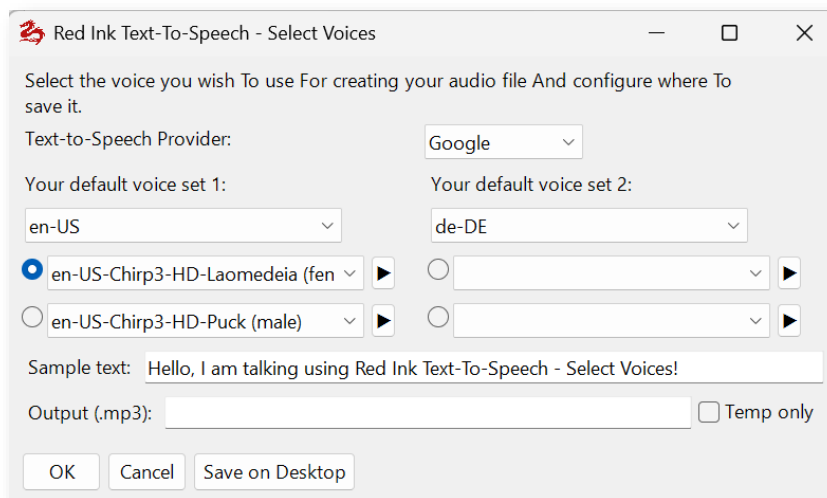 Red Ink Text-To-Speech - Select Voices
Select the voice you wish To use For creating your audio file And configure where To
save it.
Text-to-Speech Provider:
Google
Your default voice set 1:
Your default voice set 2:
en-US
de-DE
en-US-Chirp3-HD-Laomedeia (fen
en-US-Chirp3-HD-Puck (male)
Sample text: Hello, I am talking using Red Ink Text-To-Speech - Select Voices!
Output (.mp3):
Temp only
OK
Cancel
Save on Desktop